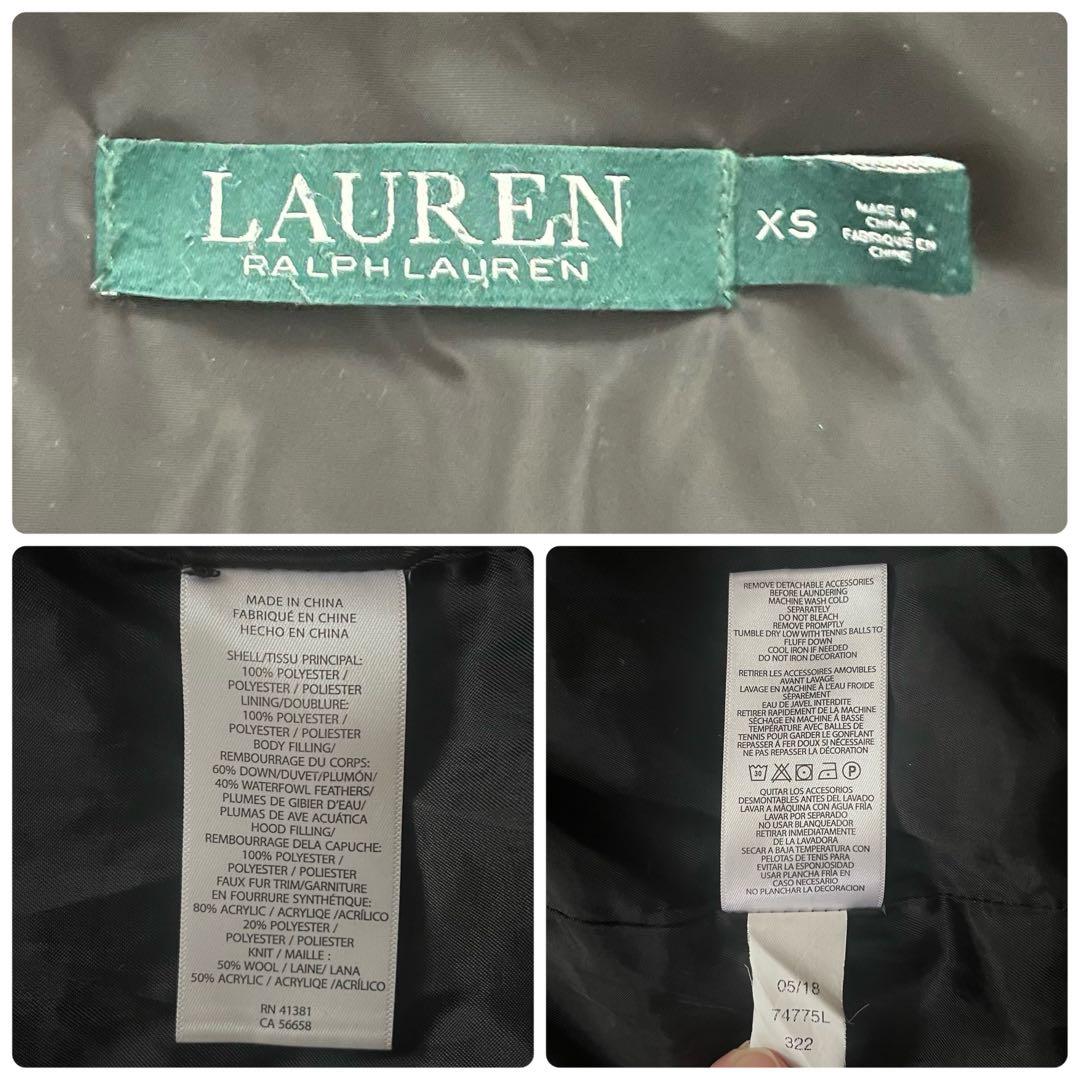 LAUREN
RALPH LAUREN
XS
MADE IN
CHINA
FABRIQUÉ EN
CHINE
MADE IN CHINA
FABRIQUÉ EN CHINE
HECHO EN CHINA
SHELL/TISSU PRINCIPAL:
100% POLYESTER /
POLYESTER / POLIESTER
LINING/DOUBLURE:
100% POLYESTER /
POLYESTER / POLIESTER
BODY FILLING/
REMBOURRAGE DU CORPS:
60% DOWN/DUVET/PLUMÓN/
40% WATERFOWL FEATHERS/
PLUMES DE GIBIER D'EAU/
PLUMAS DE AVE ACUÁTICA
HOOD FILLING/
REMBOURRAGE DELA CAPUCHE:
100% POLYESTER /
POLYESTER / POLIESTER
FAUX FUR TRIM/GARNITURE
EN FOURRURE SYNTHÉTIQUE:
80% ACRYLIC / ACRYLIQE /ACRÍLICO
20% POLYESTER /
POLYESTER / POLIESTER
KNIT / MAILLE :
50% WOOL / LAINE/ LANA
50% ACRYLIC / ACRYLIQE /ACRÍLICO
RN 41381
CA 56658
REMOVE DETACHABLE ACCESSORIES
BEFORE LAUNDERING
MACHINE WASH COLD
SEPARATELY
DO NOT BLEACH
REMOVE PROMPTLY
TUMBLE DRY LOW WITH TENNIS BALLS TO
FLUFF DOWN
COOL IRON IF NEEDED
DO NOT IRON DECORATION
RETIRER LES ACCESSOIRES AMOVIBLES
AVANT LAVAGE
LAVAGE EN MACHINE À L'EAU FROIDE
SÉPARÉMENT
EAU DE JAVEL INTERDITE
RETIRER RAPIDEMENT DE LA MACHINE
SÉCHAGE EN MACHINE À BASSE
TEMPÉRATURE AVEC BALLES DE
TENNIS POUR GARDER LE GONFLANT
REPASSER À FER DOUX SI NÉCESSAIRE
NE PAS REPASSER LA DÉCORATION
30 P
QUITAR LOS ACCESORIOS
DESMONTABLES ANTES DEL LAVADO
LAVAR A MÁQUINA CON AGUA FRÍA
LAVAR POR SEPARADO
NO USAR BLANQUEADOR
RETIRAR INMEDIATAMENTE
DE LA LAVADORA
SECAR A BAJA TEMPERATURA CON
PELOTAS DE TENIS PARA
EVITAR LA ESPONJOSIDAD
USAR PLANCHA FRÍA EN
CASO NECESARIO
NO PLANCHAR LA DECORACION
05/18
74775L
322